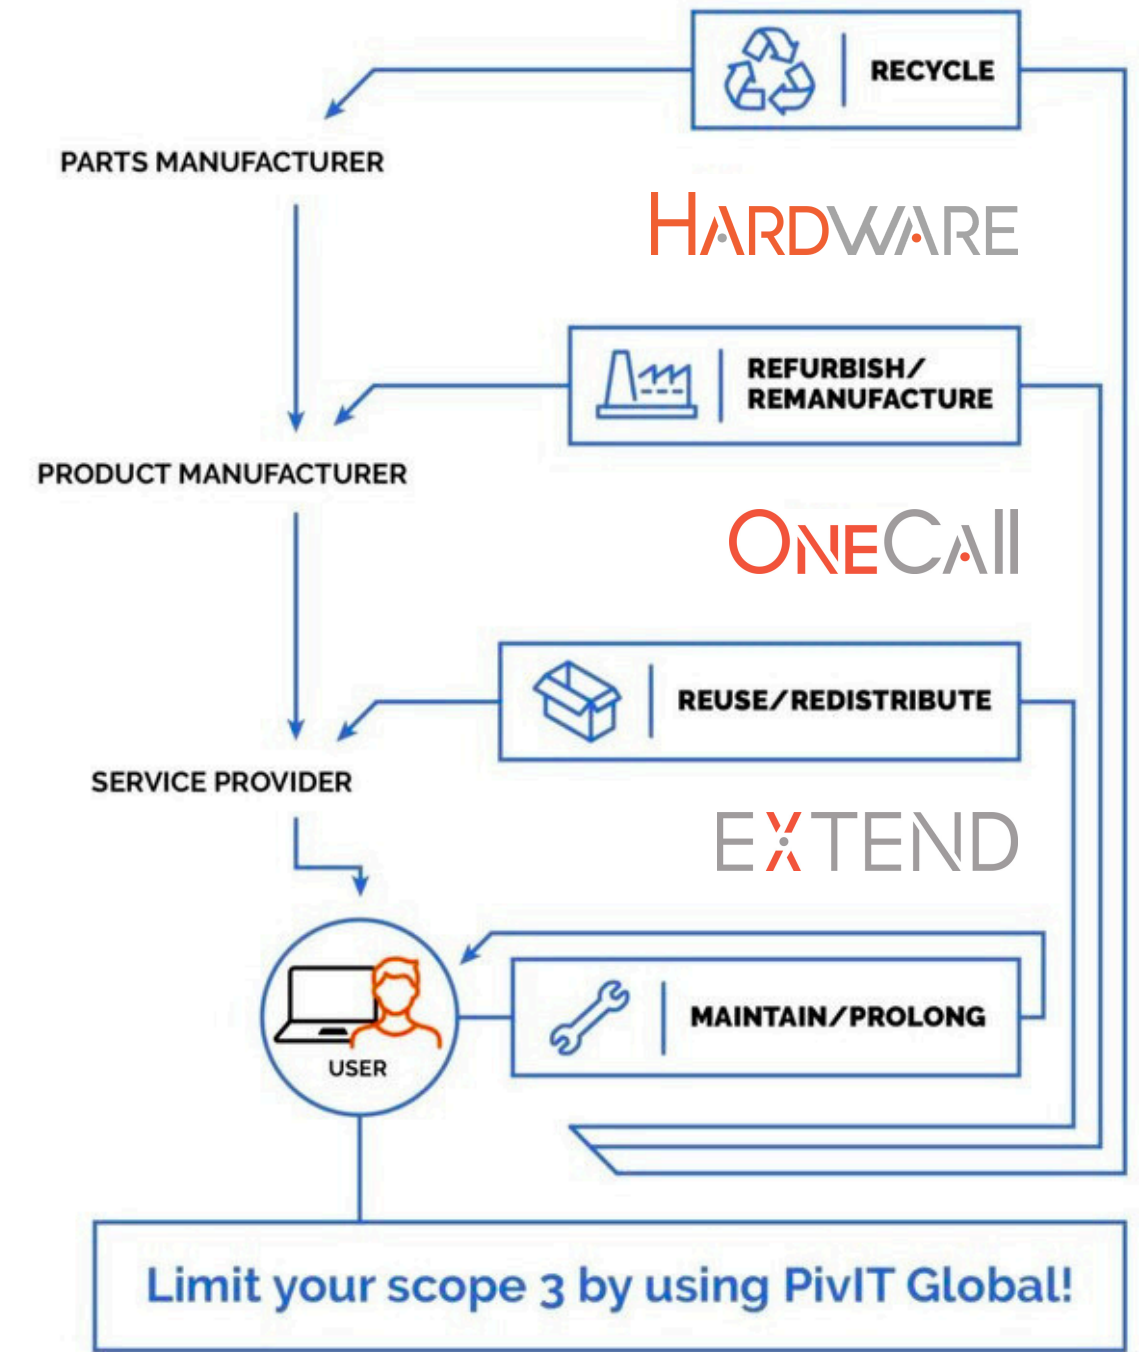 RECYCLE
PARTS MANUFACTURER
HARDWARE
REFURBISH/
REMANUFACTURE
PRODUCT MANUFACTURER
ONECAll
REUSE/REDISTRIBUTE
SERVICE PROVIDER
EXTEND
MAINTAIN/PROLONG
USER
Limit your scope 3 by using PivIT Global!